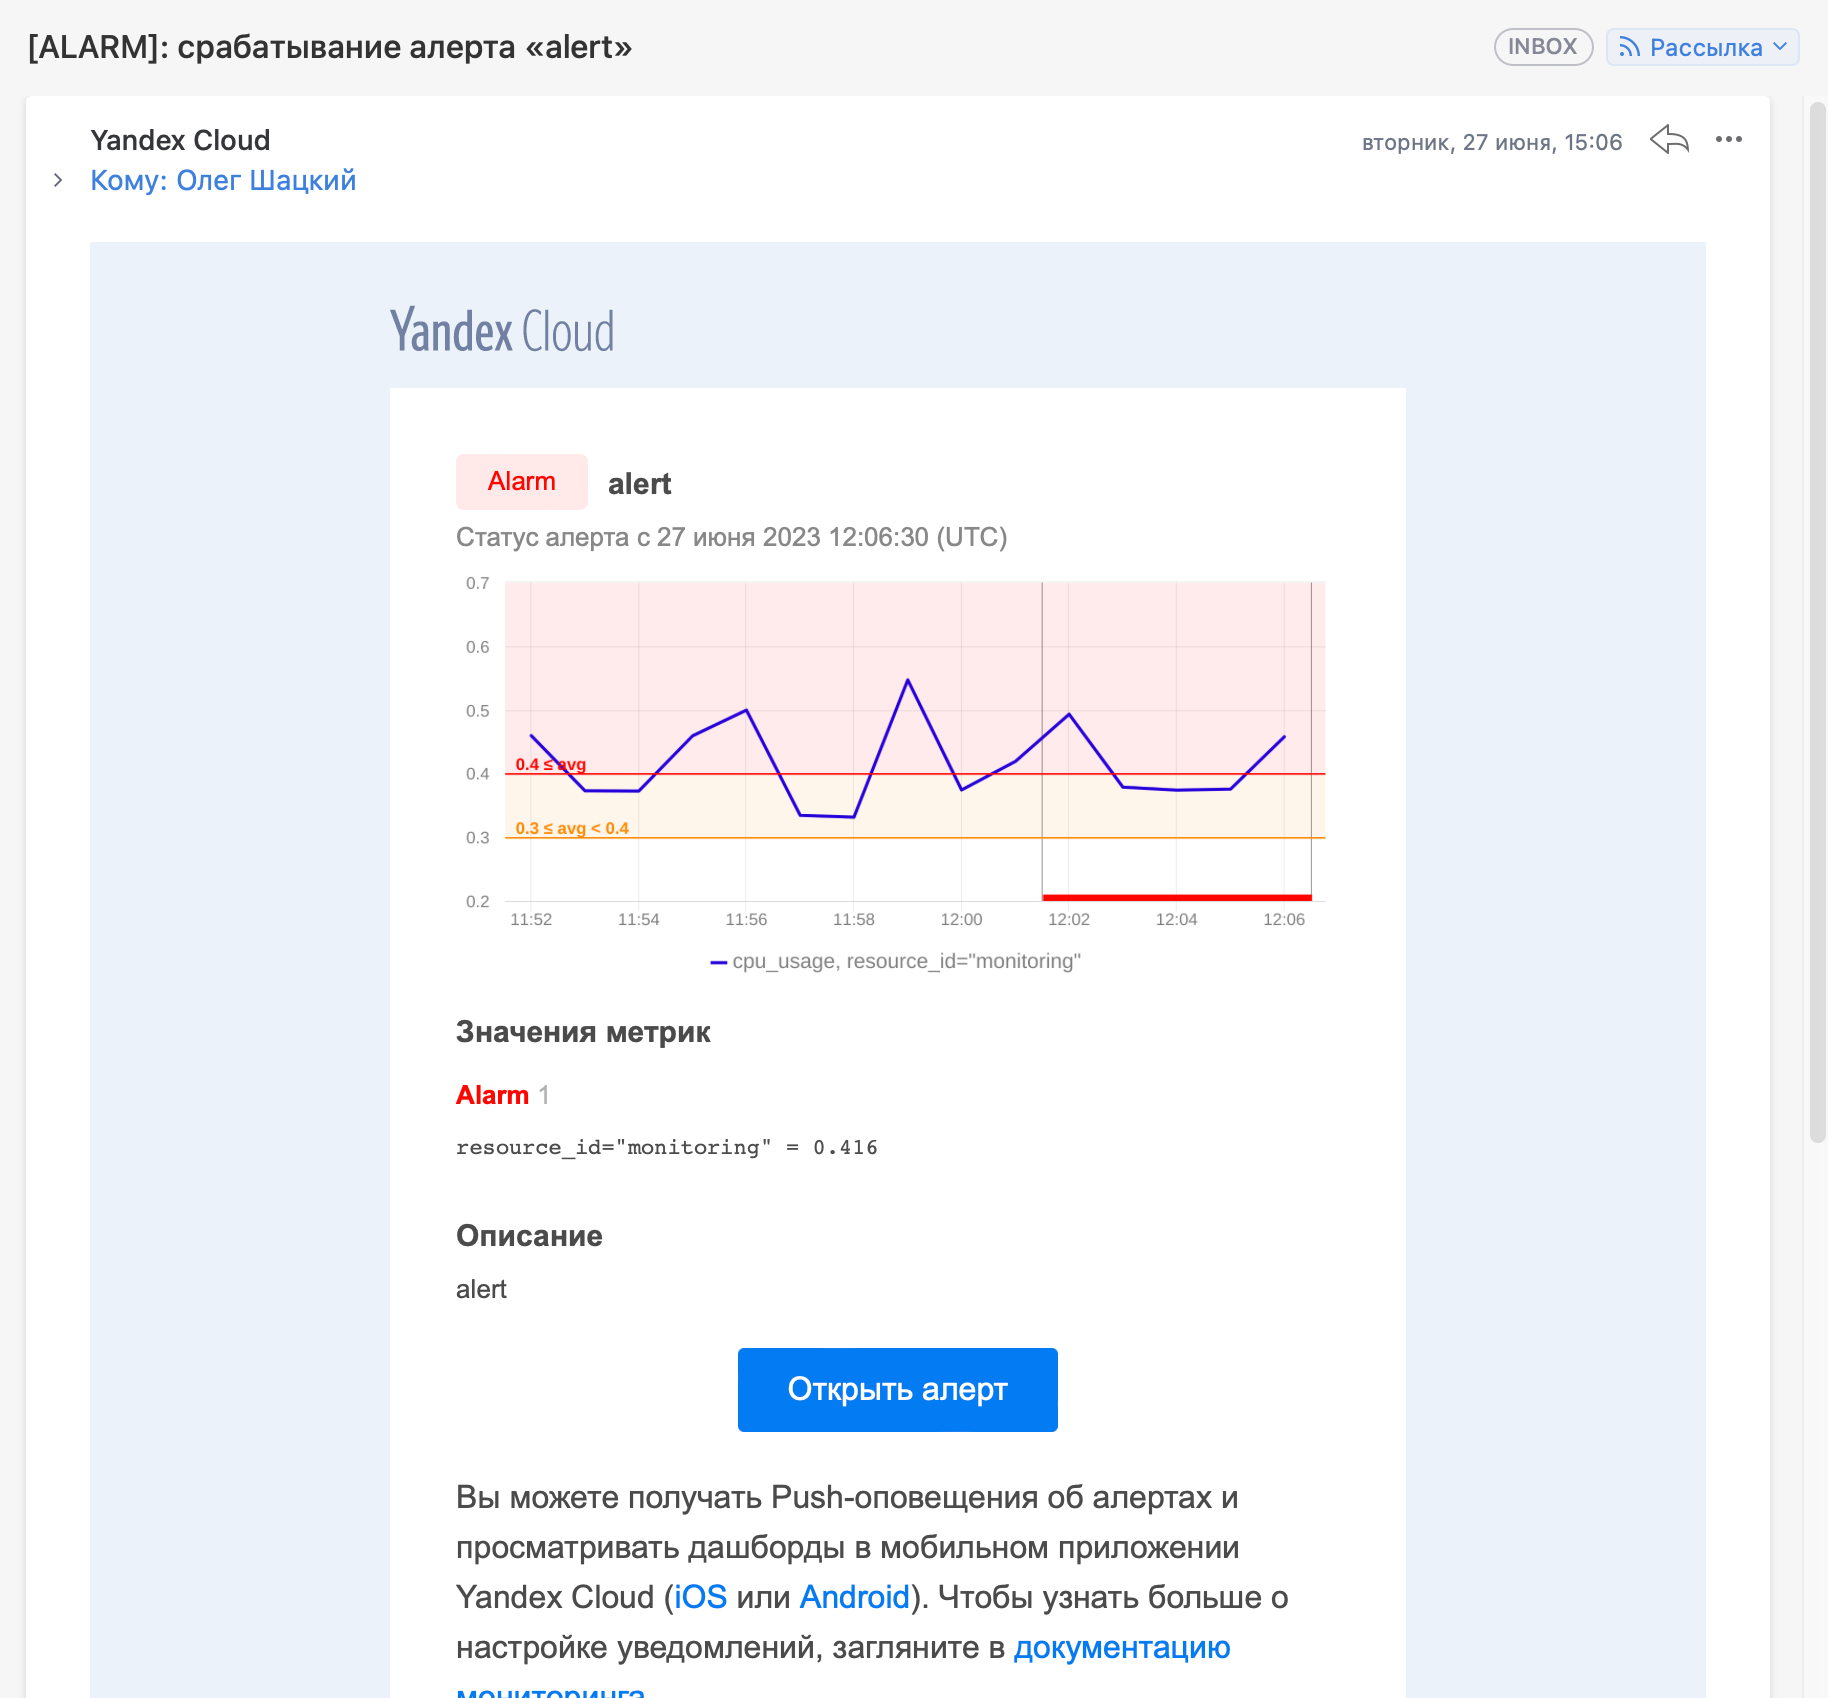 [ALARM]: срабатывание алерта «alert»
INBOX
Рассылка
Yandex Cloud
вторник, 27 июня, 15:06
Кому: Олег Шацкий
Yandex Cloud
Alarm
alert
Статус алерта с 27 июня 2023 12:06:30 (UTC)
0.7
0.6
0.5
0.4 ≤ avg
0.4
0.3 ≤ avg < 0.4
0.3
0.2
11:52 11:54 11:56 11:58 12:00 12:02 12:04 12:06
cpu_usage, resource_id="monitoring"
Значения метрик
Alarm 1
resource_id="monitoring" = 0.416
Описание
alert
Открыть алерт
Вы можете получать Push-оповещения об алертах и
просматривать дашборды в мобильном приложении
Yandex Cloud (iOS или Android). Чтобы узнать больше о
настройке уведомлений, загляните в документацию
мониторинга